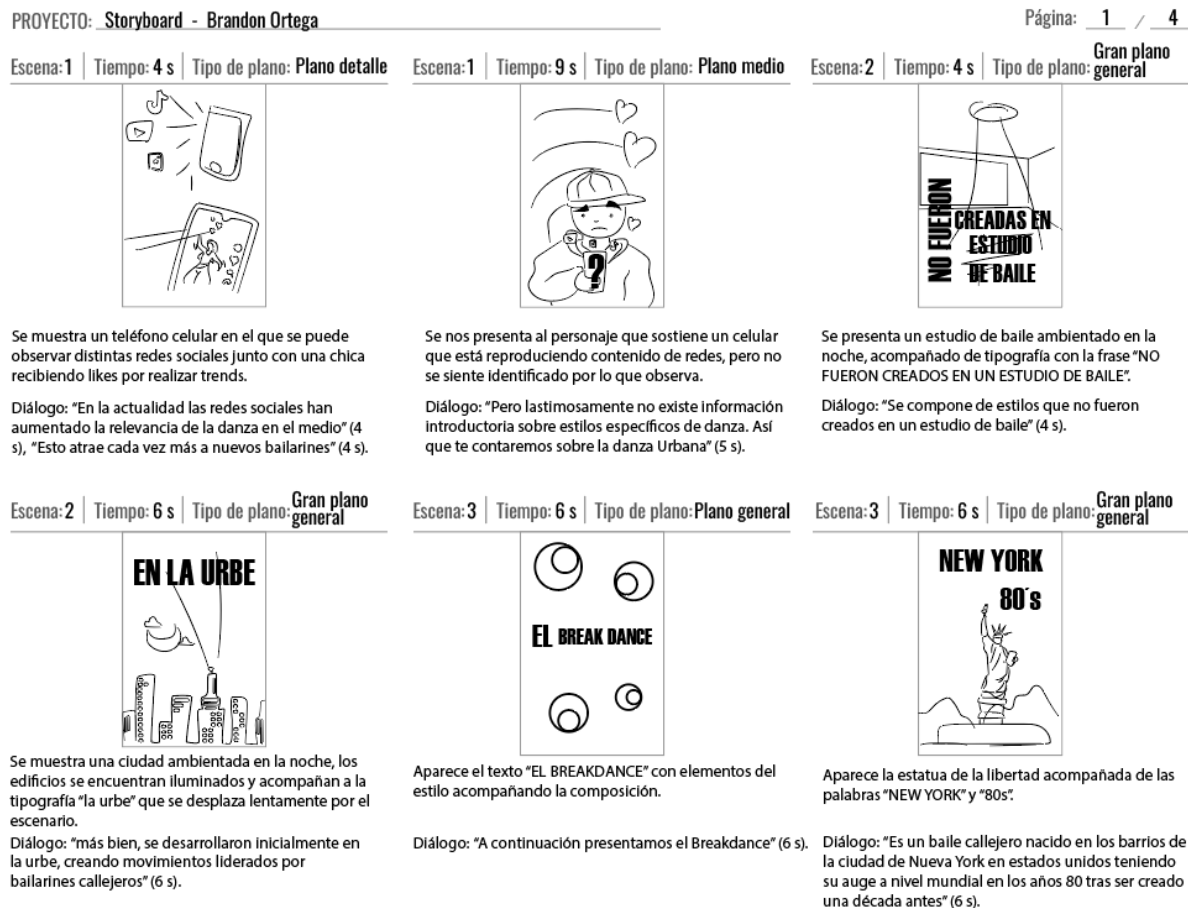 PROYECTO: Storyboard - Brandon Ortega
Página: 1 / 4
Escena: 1 | Tiempo: 4 s | Tipo de plano: Plano detalle
Se muestra un teléfono celular en el que se puede
observar distintas redes sociales junto con una chica
recibiendo likes por realizar trends.
Diálogo: “En la actualidad las redes sociales han
aumentado la relevancia de la danza en el medio” (4
s), “Esto atrae cada vez más a nuevos bailarines” (4 s).
Escena: 1 | Tiempo: 9 s | Tipo de plano: Plano medio
?
Se nos presenta al personaje que sostiene un celular
que está reproduciendo contenido de redes, pero no
se siente identificado por lo que observa.
Diálogo: “Pero lastimosamente no existe información
introductoria sobre estilos específicos de danza. Así
que te contaremos sobre la danza Urbana” (5 s).
Escena: 2 | Tiempo: 4 s | Tipo de plano: Gran plano
general
NO FUERON
CREADAS EN
ESTUDIO
DE BAILE
Se presenta un estudio de baile ambientado en la
noche, acompañado de tipografía con la frase “NO
FUERON CREADOS EN UN ESTUDIO DE BAILE”.
Diálogo: “Se compone de estilos que no fueron
creados en un estudio de baile” (4 s).
Escena: 2 | Tiempo: 6 s | Tipo de plano: Gran plano
general
EN LA URBE
Se muestra una ciudad ambientada en la noche, los
edificios se encuentran iluminados y acompañan a la
tipografía “la urbe” que se desplaza lentamente por el
escenario.
Diálogo: “más bien, se desarrollaron inicialmente en
la urbe, creando movimientos liderados por
bailarines callejeros” (6 s).
Escena: 3 | Tiempo: 6 s | Tipo de plano: Plano general
EL BREAK DANCE
Aparece el texto “EL BREAKDANCE” con elementos del
estilo acompañando la composición.
Diálogo: “A continuación presentamos el Breakdance” (6 s).
Escena: 3 | Tiempo: 6 s | Tipo de plano: Gran plano
general
NEW YORK
80´s
Aparece la estatua de la libertad acompañada de las
palabras “NEW YORK” y “80s”.
Diálogo: “Es un baile callejero nacido en los barrios de
la ciudad de Nueva York en estados unidos teniendo
su auge a nivel mundial en los años 80 tras ser creado
una década antes” (6 s).